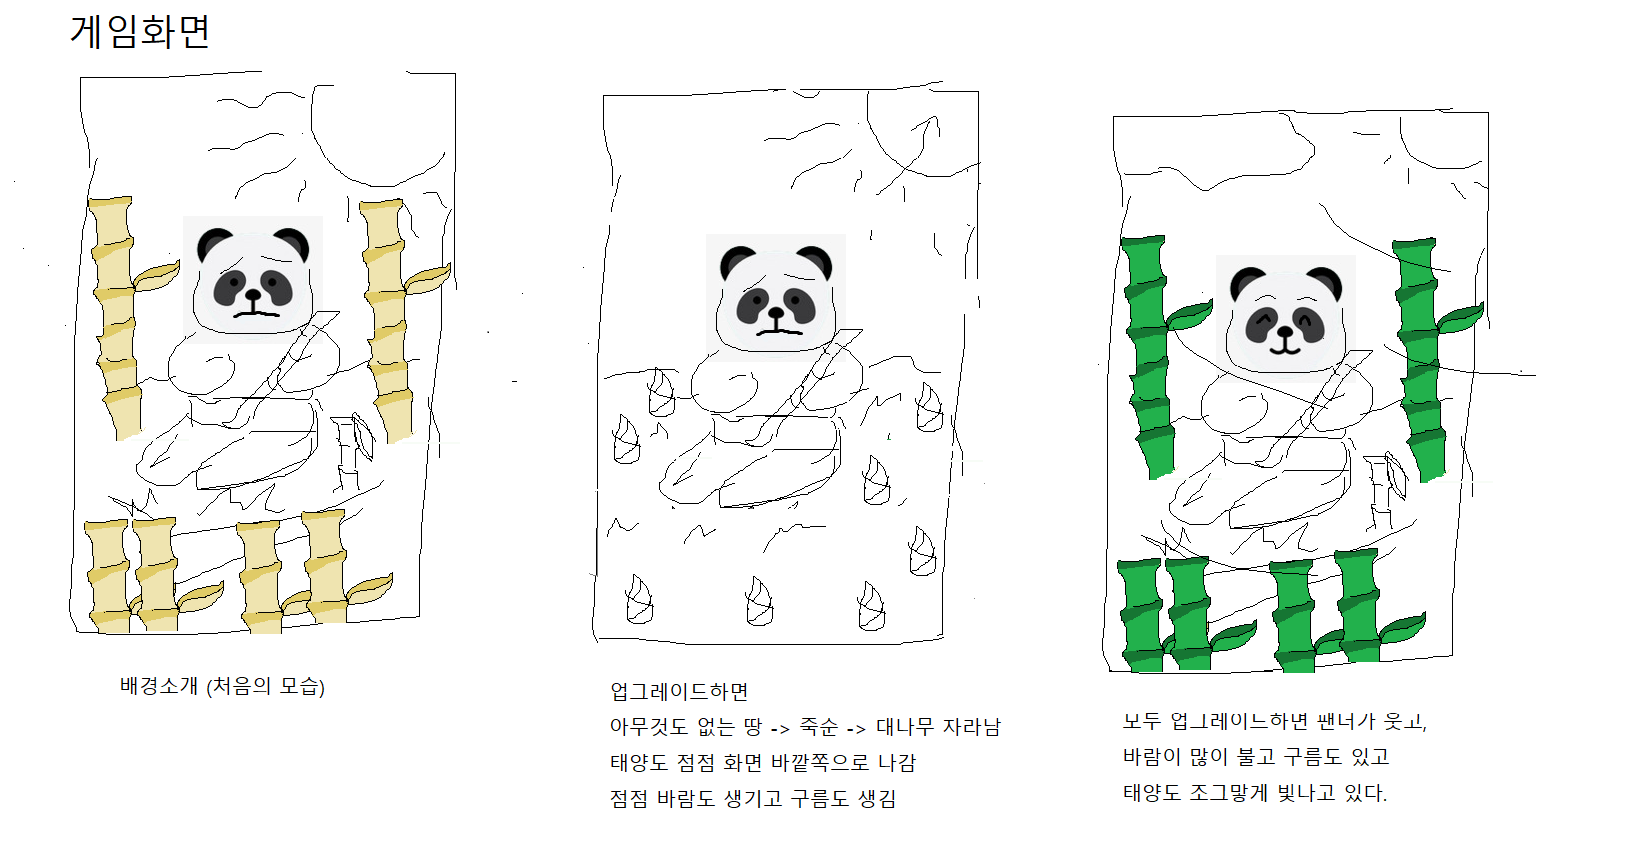 게임화면
배경소개 (처음의 모습)
업그레이드하면
아무것도 없는 땅 -> 죽순 -> 대나무 자라남
태양도 점점 화면 바깥쪽으로 나감
점점 바람도 생기고 구름도 생김
모두 업그레이드하면 팬더가 웃고,
바람이 많이 불고 구름도 있고
태양도 조그맣게 빛나고 있다.